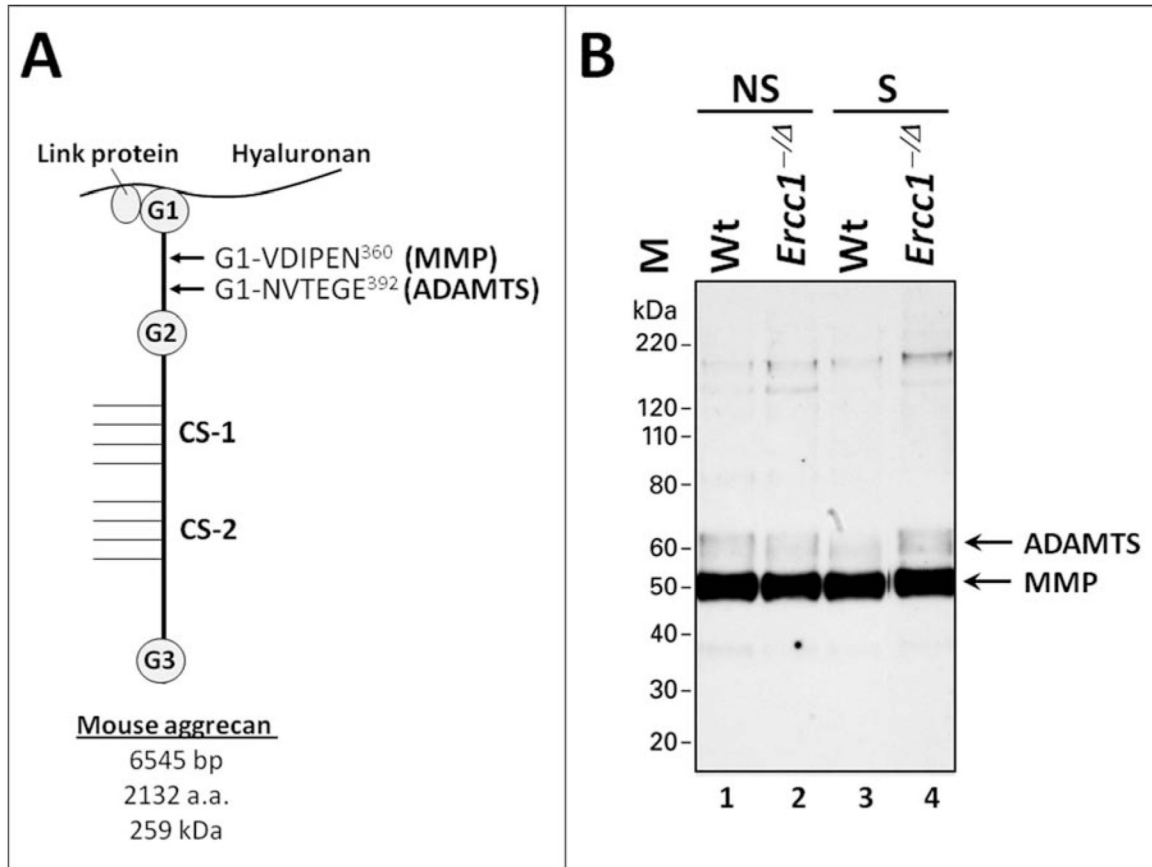 A
Link protein
Hyaluronan
G1
G1-VDIPEN³⁶⁰ (MMP)
G1-NVTEGE³⁹² (ADAMTS)
G2
CS-1
CS-2
G3
Mouse aggrecan
6545 bp
2132 a.a.
259 kDa
B
NS S
M Wt Ercc1⁻/Δ Wt Ercc1⁻/Δ
kDa
220
120
110
80
60
50
40
30
20
ADAMTS
MMP
1 2 3 4